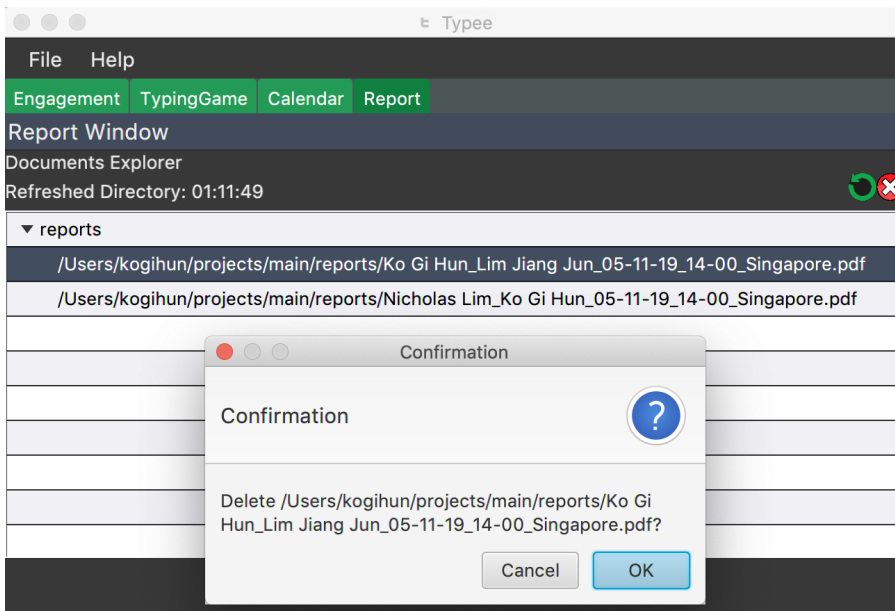 Typee
File Help
Engagement TypingGame Calendar Report
Report Window
Documents Explorer
Refreshed Directory: 01:11:49
reports
/Users/kogihun/projects/main/reports/Ko Gi Hun_Lim Jiang Jun_05-11-19_14-00_Singapore.pdf
/Users/kogihun/projects/main/reports/Nicholas Lim_Ko Gi Hun_05-11-19_14-00_Singapore.pdf
Confirmation
Confirmation
?
Delete /Users/kogihun/projects/main/reports/Ko Gi
Hun_Lim Jiang Jun_05-11-19_14-00_Singapore.pdf?
Cancel OK